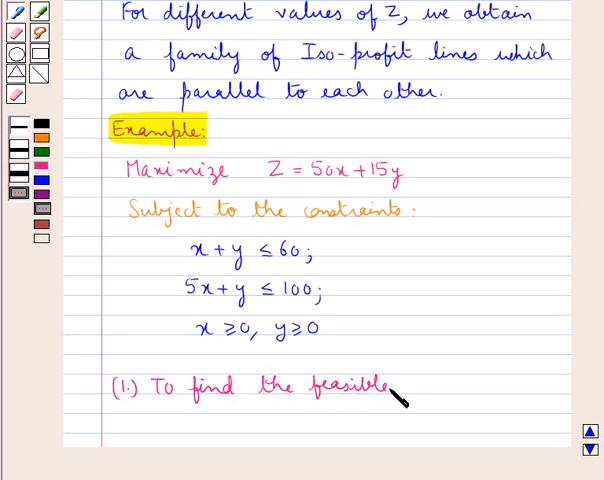 For different values of Z, we obtain
a family of Iso-profit lines which
are parallel to each other.
Example:
Maximize Z = 50x + 15y
Subject to the constraints:
x + y ≤ 60;
5x + y ≤ 100;
x ≥ 0, y ≥ 0
(1.) To find the feasible